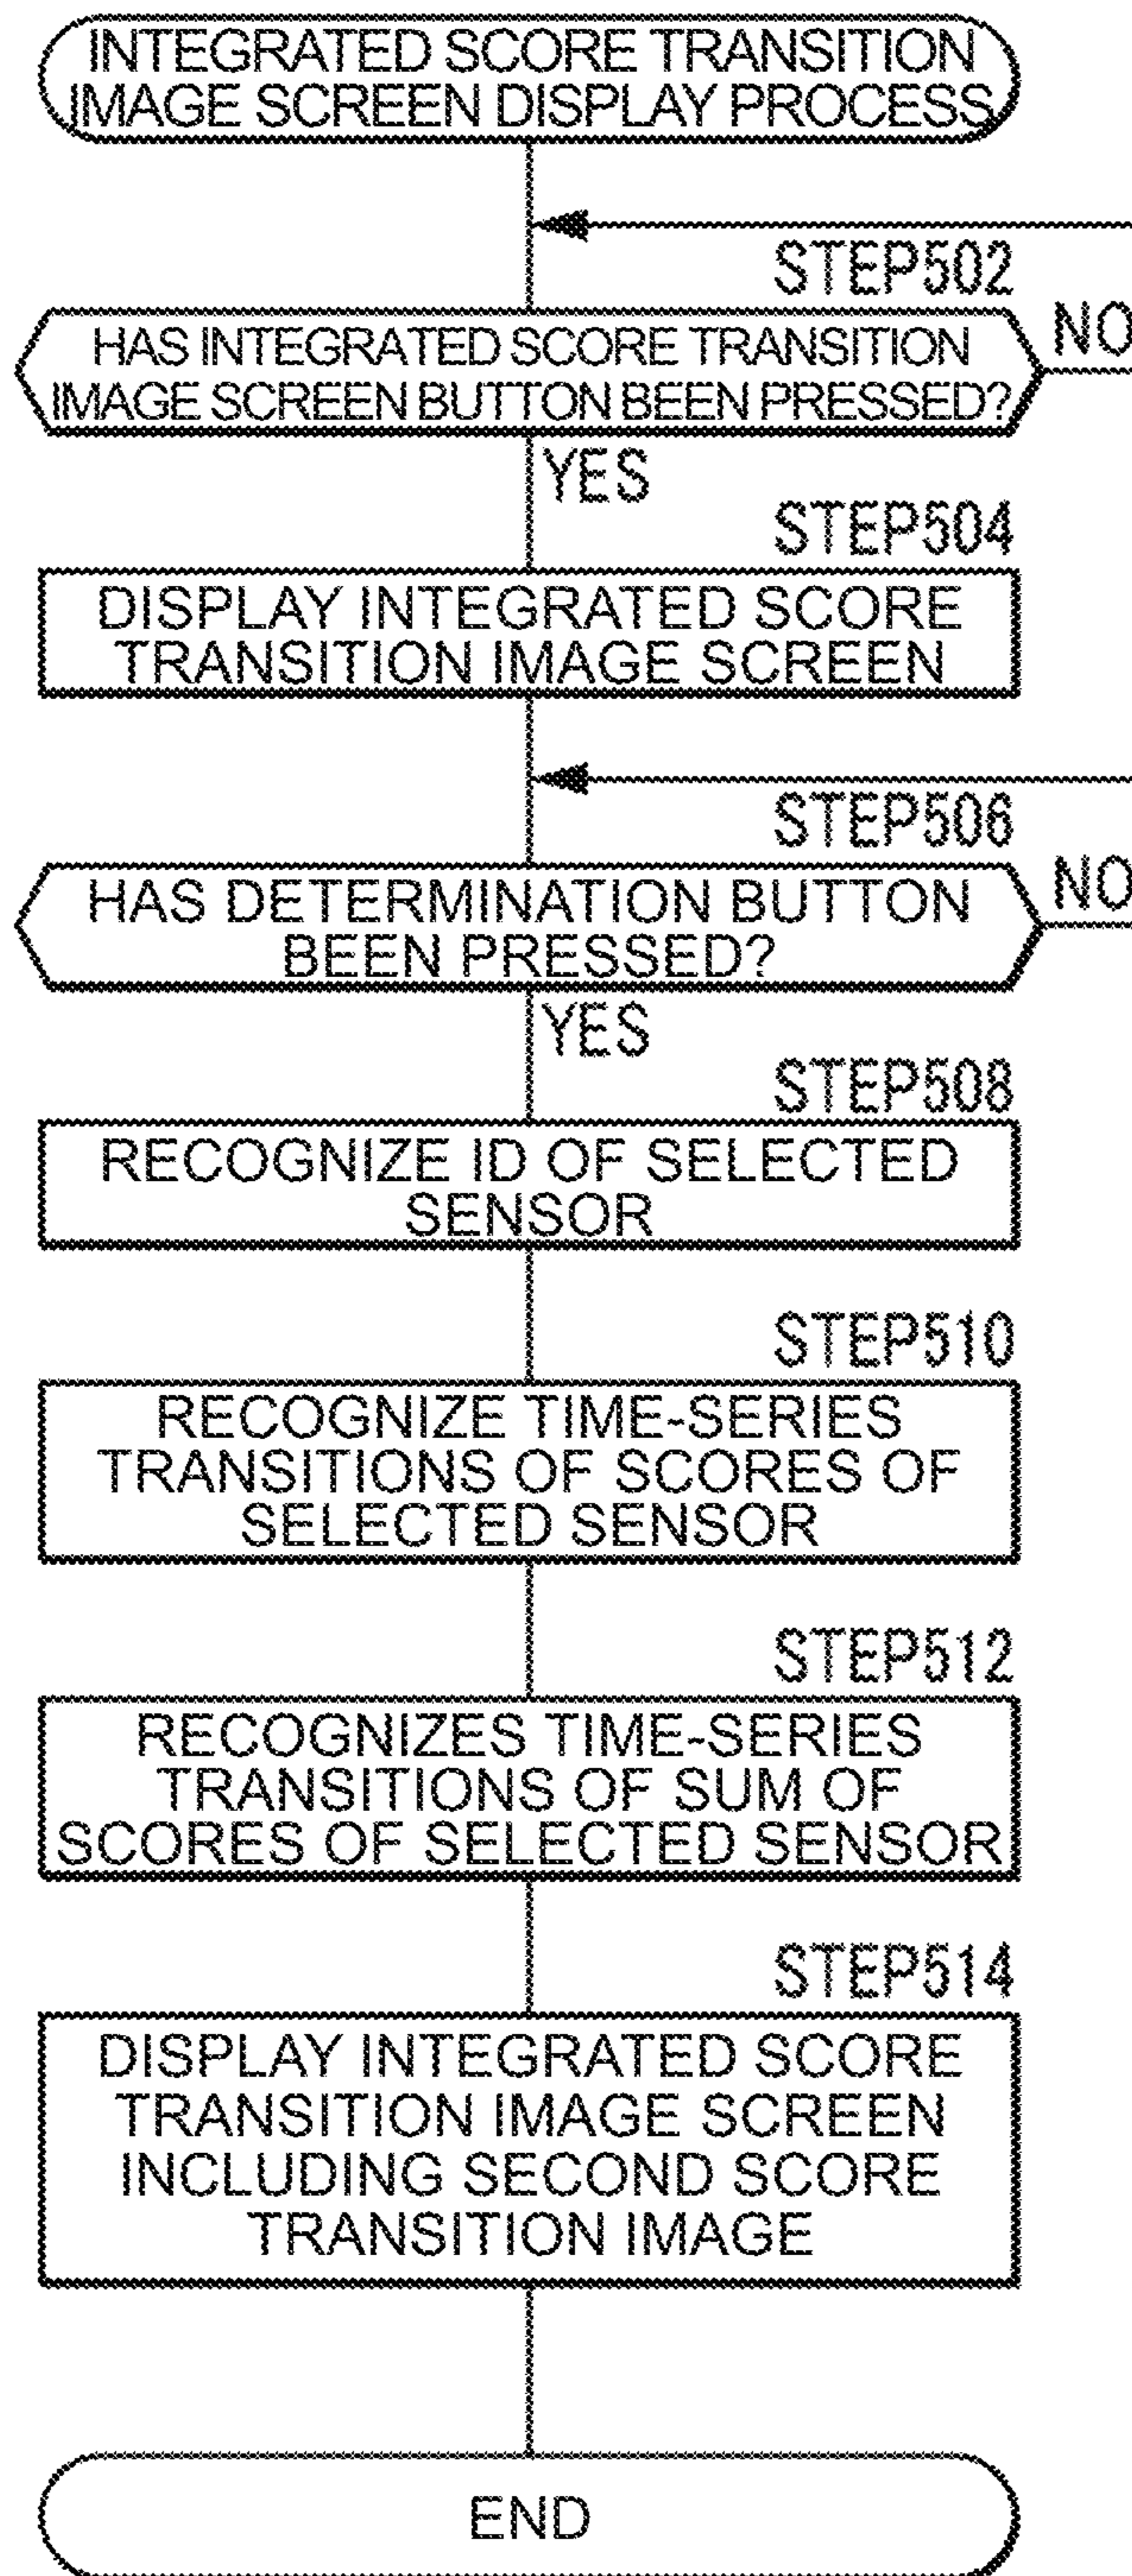 INTEGRATED SCORE TRANSITION
IMAGE SCREEN DISPLAY PROCESS
STEP502
HAS INTEGRATED SCORE TRANSITION
IMAGE SCREEN BUTTON BEEN PRESSED?
NO
YES
STEP504
DISPLAY INTEGRATED SCORE
TRANSITION IMAGE SCREEN
STEP506
HAS DETERMINATION BUTTON
BEEN PRESSED?
NO
YES
STEP508
RECOGNIZE ID OF SELECTED
SENSOR
STEP510
RECOGNIZE TIME-SERIES
TRANSITIONS OF SCORES OF
SELECTED SENSOR
STEP512
RECOGNIZES TIME-SERIES
TRANSITIONS OF SUM OF
SCORES OF SELECTED SENSOR
STEP514
DISPLAY INTEGRATED SCORE
TRANSITION IMAGE SCREEN
INCLUDING SECOND SCORE
TRANSITION IMAGE
END